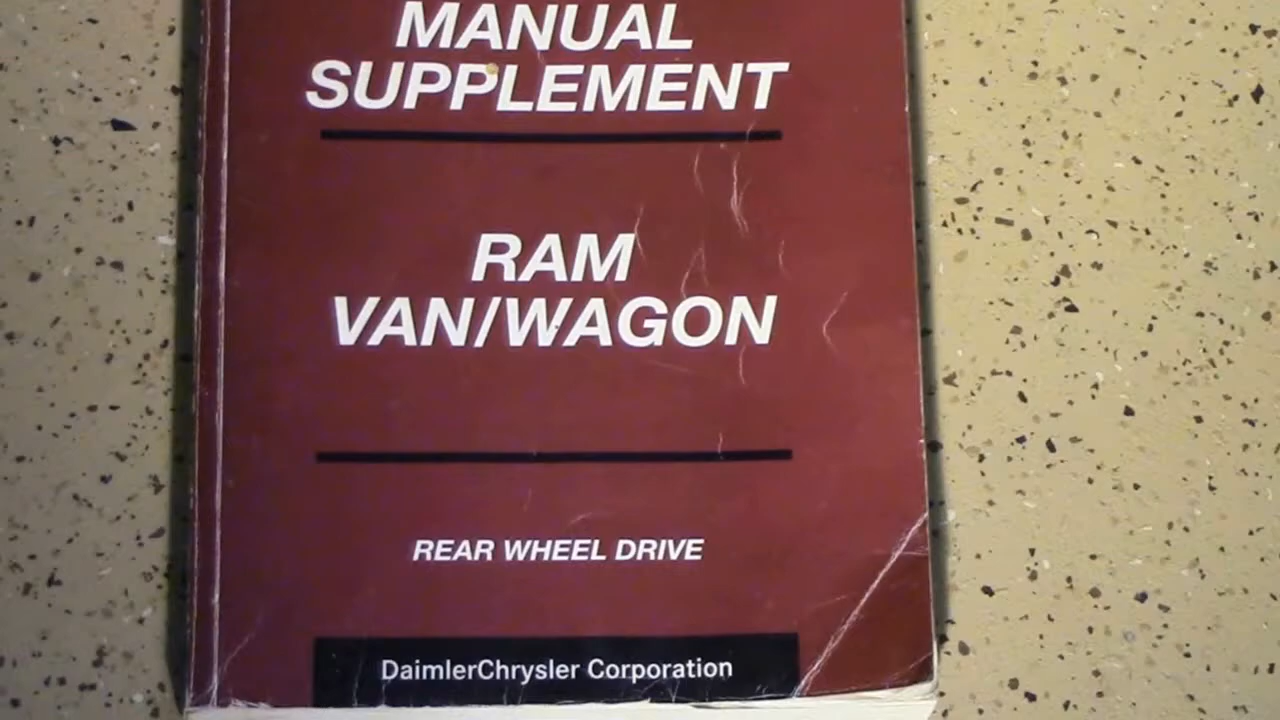 MANUAL
SUPPLEMENT
RAM
VAN/WAGON
REAR WHEEL DRIVE
DaimlerChrysler Corporation